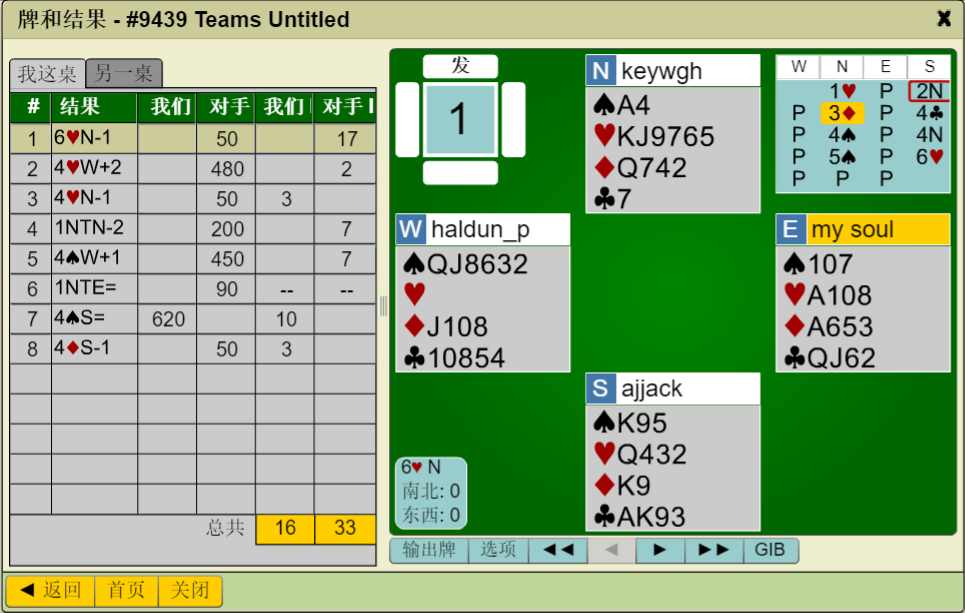 牌和结果 - #9439 Teams Untitled X
我这桌 另一桌
# 结果 我们 对手 我们 I 对手 I
1 6♥N-1 50 17
2 4♥W+2 480 2
3 4♥N-1 50 3
4 1NTN-2 200 7
5 4♠W+1 450 7
6 1NTE= 90 -- --
7 4♠S= 620 10
8 4♦S-1 50 3
总共 16 33
发
1
N keywgh
♠A4
♥KJ9765
♦Q742
♣7
W N E S
1♥ P 2N
P 3♦ P 4♣
P 4♠ P 4N
P 5♠ P 6♥
P P P
W haldun_p
♠QJ8632
♥
♦J108
♣10854
E my soul
♠107
♥A108
♦A653
♣QJ62
S ajjack
♠K95
♥Q432
♦K9
♣AK93
6♥ N
南北: 0
东西: 0
输出牌 选项 ◄◄ ◄ ► ►► GIB
◄ 返回 首页 关闭